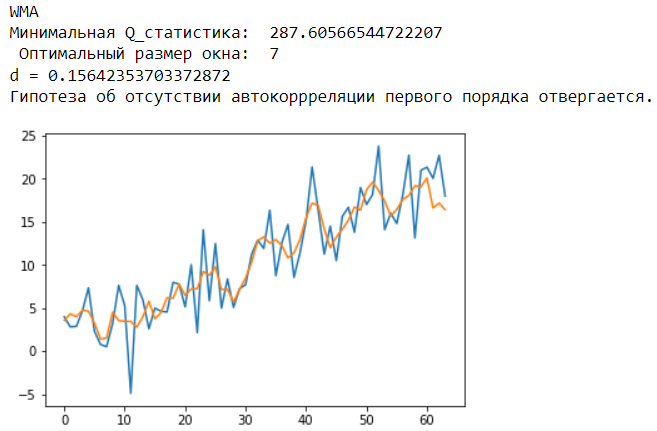 WMA
Минимальная Q_статистика:  287.60566544722207
 Оптимальный размер окна:  7
d = 0.15642353703372872
Гипотеза об отсутствии автокоррреляции первого порядка отвергается.
25
20
15
10
5
0
−5
0 10 20 30 40 50 60